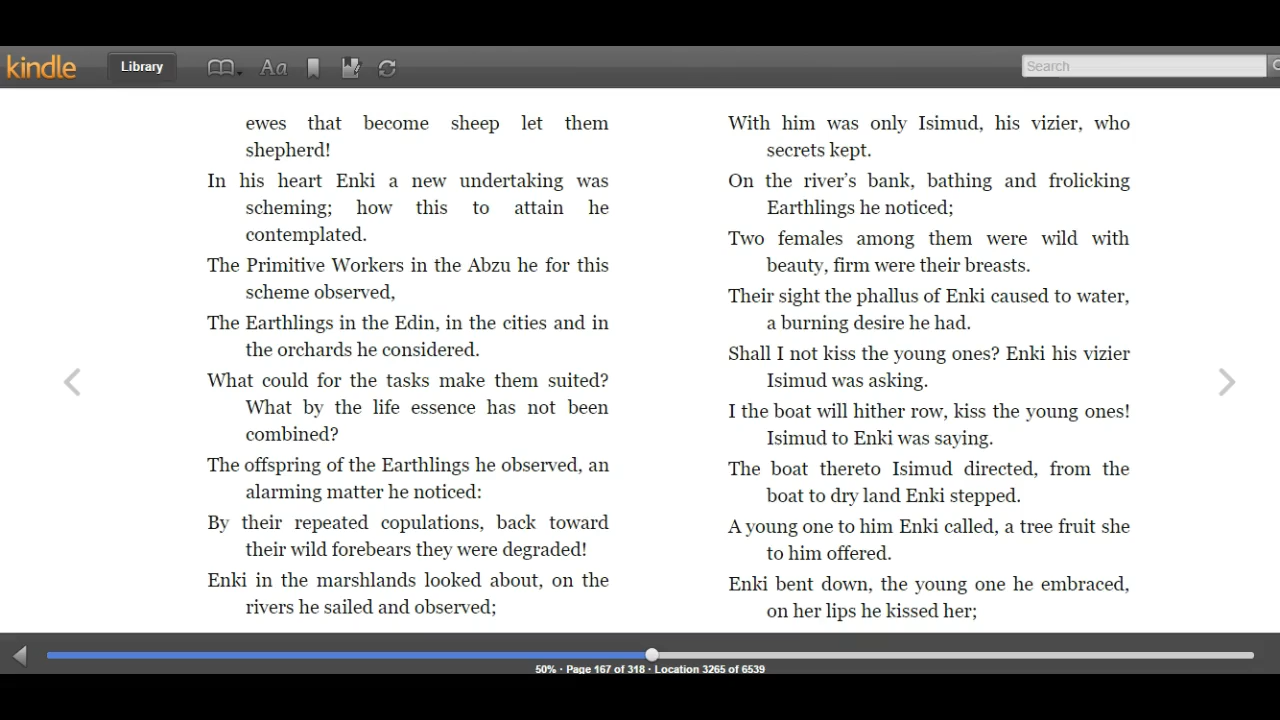 kindle
Library
Aa
Search
ewes that become sheep let them
shepherd!
In his heart Enki a new undertaking was
scheming; how this to attain he
contemplated.
The Primitive Workers in the Abzu he for this
scheme observed,
The Earthlings in the Edin, in the cities and in
the orchards he considered.
What could for the tasks make them suited?
What by the life essence has not been
combined?
The offspring of the Earthlings he observed, an
alarming matter he noticed:
By their repeated copulations, back toward
their wild forebears they were degraded!
Enki in the marshlands looked about, on the
rivers he sailed and observed;
With him was only Isimud, his vizier, who
secrets kept.
On the river's bank, bathing and frolicking
Earthlings he noticed;
Two females among them were wild with
beauty, firm were their breasts.
Their sight the phallus of Enki caused to water,
a burning desire he had.
Shall I not kiss the young ones? Enki his vizier
Isimud was asking.
I the boat will hither row, kiss the young ones!
Isimud to Enki was saying.
The boat thereto Isimud directed, from the
boat to dry land Enki stepped.
A young one to him Enki called, a tree fruit she
to him offered.
Enki bent down, the young one he embraced,
on her lips he kissed her;
50% · Page 167 of 318 · Location 3265 of 6539